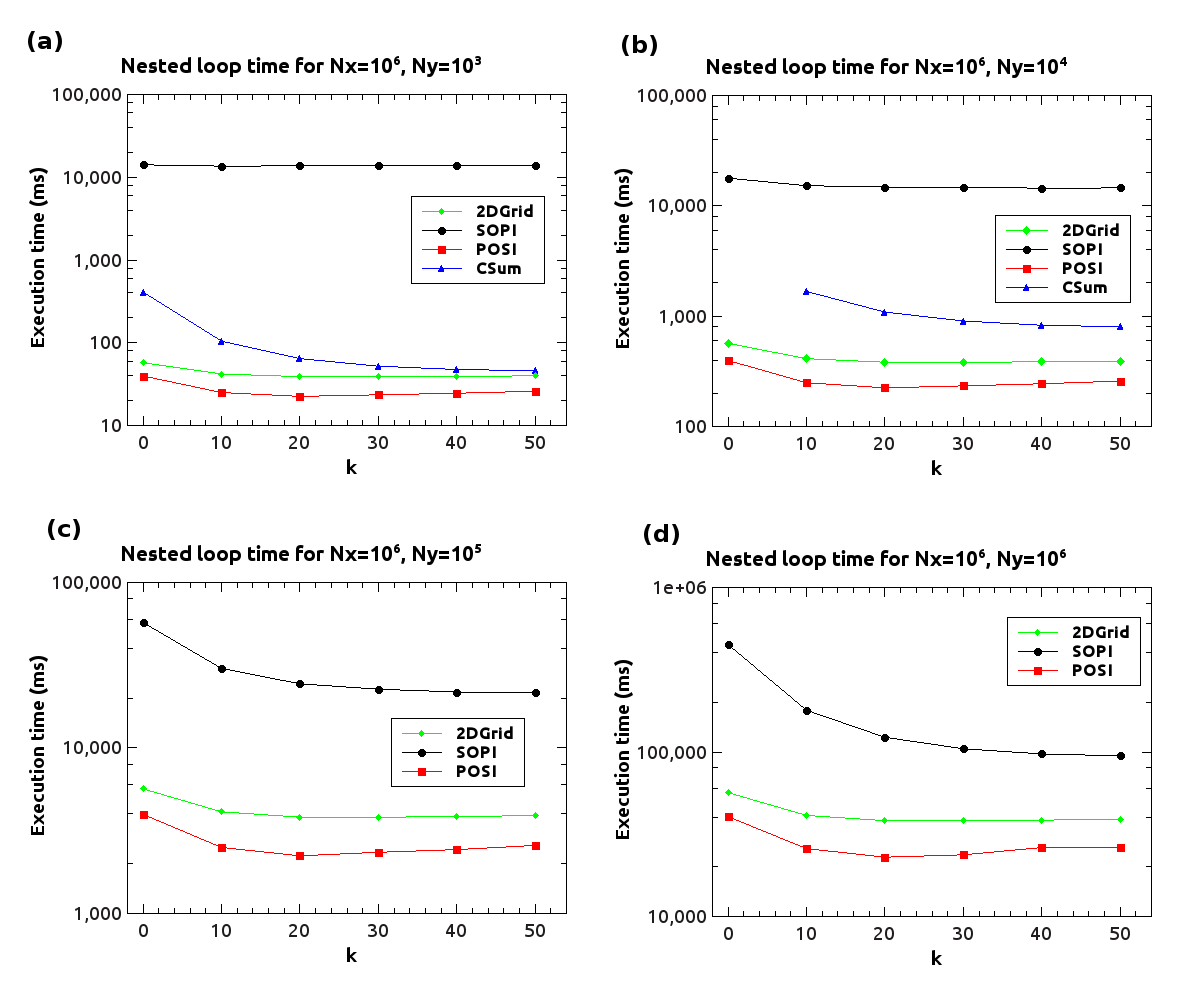 (a)
Nested loop time for Nx=10⁶, Ny=10³
100,000
10,000
1,000
100
10
Execution time (ms)
2DGrid
SOPI
POSI
CSum
0 10 20 30 40 50
k
(b)
Nested loop time for Nx=10⁶, Ny=10⁴
100,000
10,000
1,000
100
Execution time (ms)
2DGrid
SOPI
POSI
CSum
0 10 20 30 40 50
k
(c)
Nested loop time for Nx=10⁶, Ny=10⁵
100,000
10,000
1,000
Execution time (ms)
2DGrid
SOPI
POSI
0 10 20 30 40 50
k
(d)
Nested loop time for Nx=10⁶, Ny=10⁶
1e+06
100,000
10,000
Execution time (ms)
2DGrid
SOPI
POSI
0 10 20 30 40 50
k